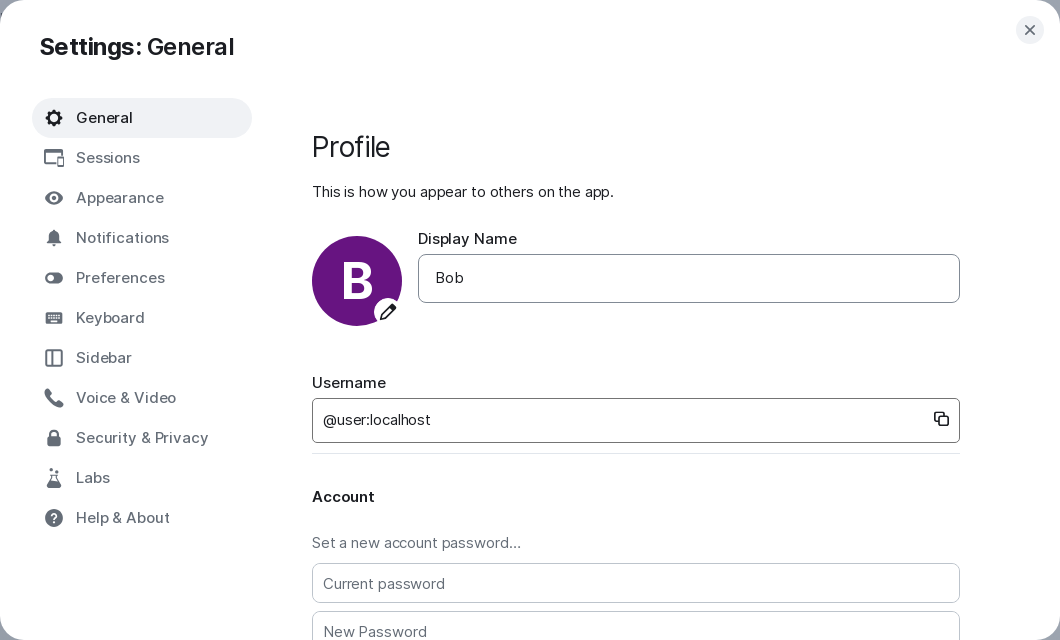 Settings: General
General
Sessions
Appearance
Notifications
Preferences
Keyboard
Sidebar
Voice & Video
Security & Privacy
Labs
Help & About
Profile
This is how you appear to others on the app.
B
Display Name
Bob
Username
@user:localhost
Account
Set a new account password...
Current password
New Password